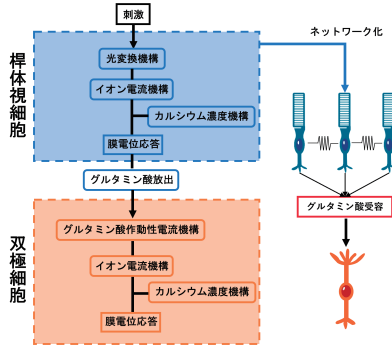 刺激
ネットワーク化
桿体視細胞
光変換機構
イオン電流機構
カルシウム濃度機構
膜電位応答
グルタミン酸放出
グルタミン酸受容
双極細胞
グルタミン酸作動性電流機構
イオン電流機構
カルシウム濃度機構
膜電位応答